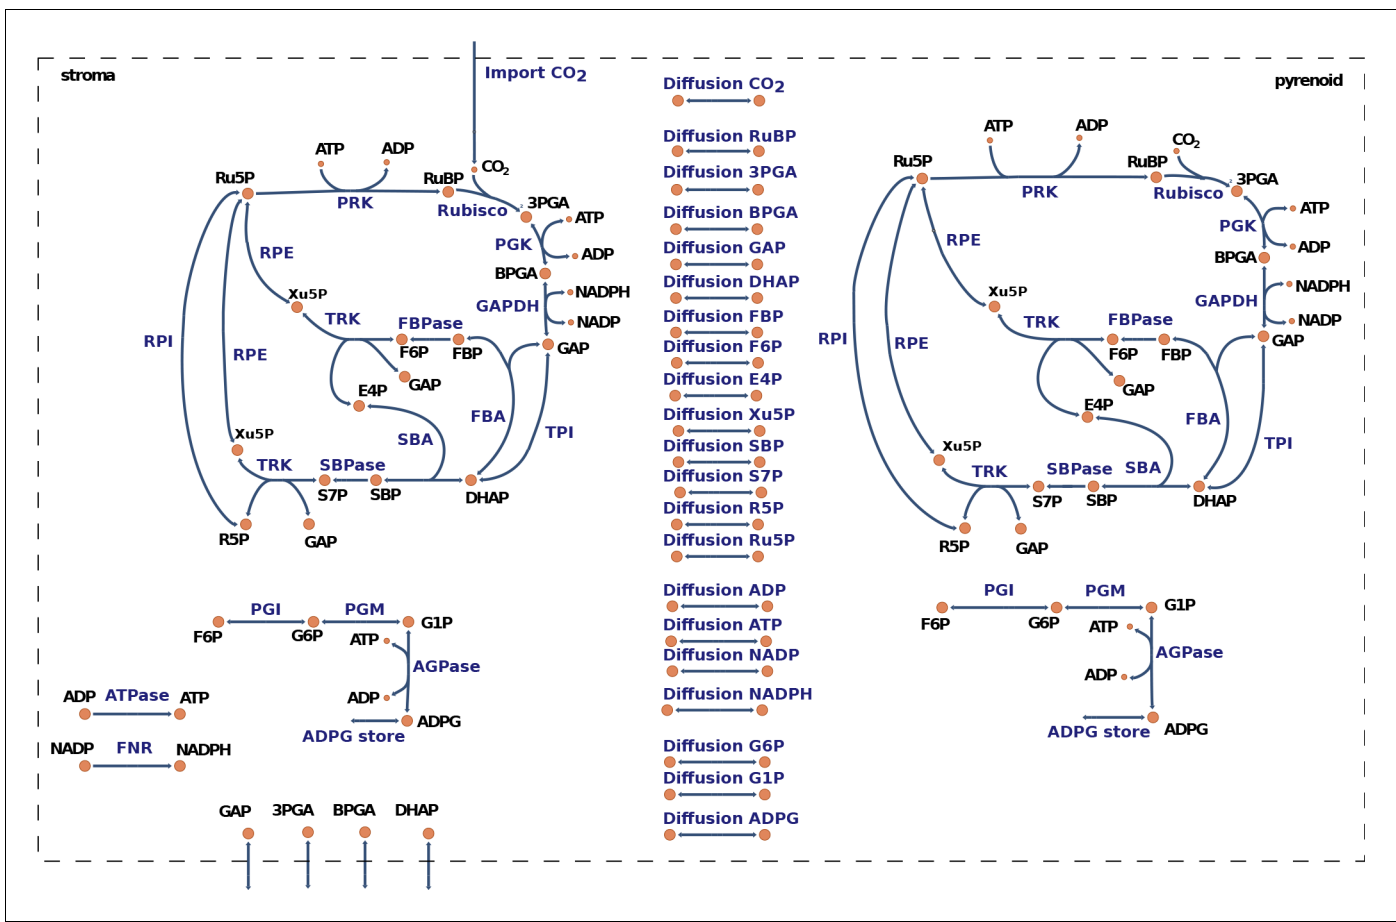 stroma
Import CO2
ATP
ADP
CO2
Ru5P
RuBP
PRK
Rubisco
2
3PGA
ATP
PGK
ADP
RPE
BPGA
NADPH
GAPDH
NADP
Xu5P
TRK
FBPase
RPI
RPE
F6P
FBP
GAP
GAP
E4P
FBA
SBA
TPI
Xu5P
TRK
SBPase
S7P
SBP
DHAP
R5P
GAP
PGI
PGM
F6P
G6P
G1P
ATP
AGPase
ADP
ADPG
ADPG store
ADP
ATPase
ATP
NADP
FNR
NADPH
GAP
3PGA
BPGA
DHAP
Diffusion CO2
Diffusion RuBP
Diffusion 3PGA
Diffusion BPGA
Diffusion GAP
Diffusion DHAP
Diffusion FBP
Diffusion F6P
Diffusion E4P
Diffusion Xu5P
Diffusion SBP
Diffusion S7P
Diffusion R5P
Diffusion Ru5P
Diffusion ADP
Diffusion ATP
Diffusion NADP
Diffusion NADPH
Diffusion G6P
Diffusion G1P
Diffusion ADPG
pyrenoid
ATP
ADP
CO2
Ru5P
RuBP
PRK
Rubisco
2
3PGA
ATP
PGK
ADP
RPE
BPGA
NADPH
GAPDH
NADP
Xu5P
TRK
FBPase
RPI
RPE
F6P
FBP
GAP
GAP
E4P
FBA
SBA
TPI
Xu5P
TRK
SBPase
S7P
SBP
DHAP
R5P
GAP
PGI
PGM
F6P
G6P
G1P
ATP
AGPase
ADP
ADPG store
ADPG